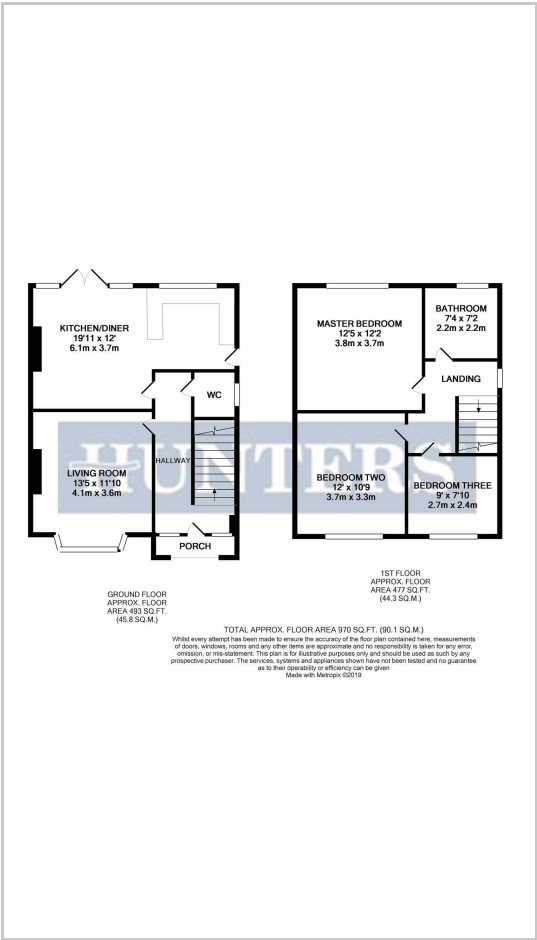 KITCHEN/DINER
19'11 x 12'
6.1m x 3.7m
WC
HALLWAY
LIVING ROOM
13'5 x 11'10
4.1m x 3.6m
PORCH
GROUND FLOOR
APPROX. FLOOR
AREA 493 SQ.FT.
(45.8 SQ.M.)
MASTER BEDROOM
12'5 x 12'2
3.8m x 3.7m
BATHROOM
7'4 x 7'2
2.2m x 2.2m
LANDING
BEDROOM TWO
12' x 10'9
3.7m x 3.3m
BEDROOM THREE
9' x 7'10
2.7m x 2.4m
1ST FLOOR
APPROX. FLOOR
AREA 477 SQ.FT.
(44.3 SQ.M.)
HUNTERS
TOTAL APPROX. FLOOR AREA 970 SQ.FT. (90.1 SQ.M.)
Whilst every attempt has been made to ensure the accuracy of the floor plan contained here, measurements
of doors, windows, rooms and any other items are approximate and no responsibility is taken for any error,
omission, or mis-statement. This plan is for illustrative purposes only and should be used as such by any
prospective purchaser. The services, systems and appliances shown have not been tested and no guarantee
as to their operability or efficiency can be given
Made with Metropix ©2019